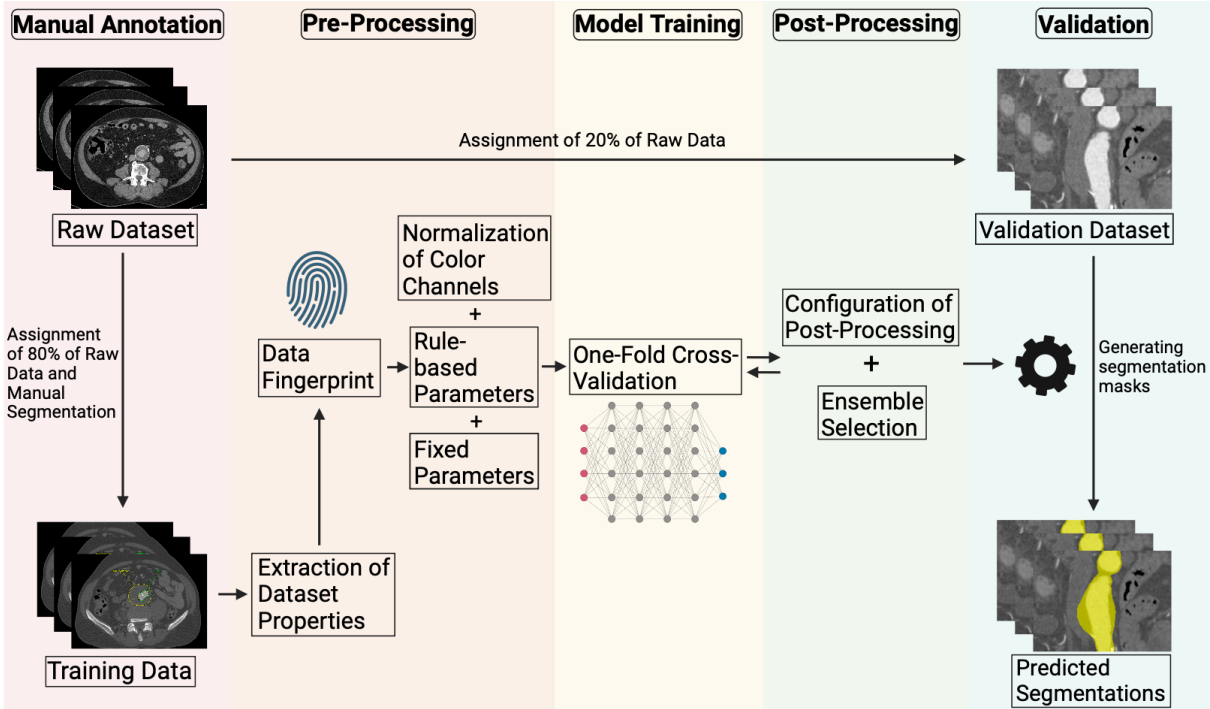 Manual Annotation
Pre-Processing
Model Training
Post-Processing
Validation
Assignment of 20% of Raw Data
Raw Dataset
Validation Dataset
Assignment
of 80% of Raw
Data and
Manual
Segmentation
Normalization
of Color
Channels
+
Data
Fingerprint
Rule-
based
Parameters
+
Fixed
Parameters
One-Fold Cross-
Validation
Configuration of
Post-Processing
+
Ensemble
Selection
Generating
segmentation
masks
Training Data
Extraction of
Dataset
Properties
Predicted
Segmentations